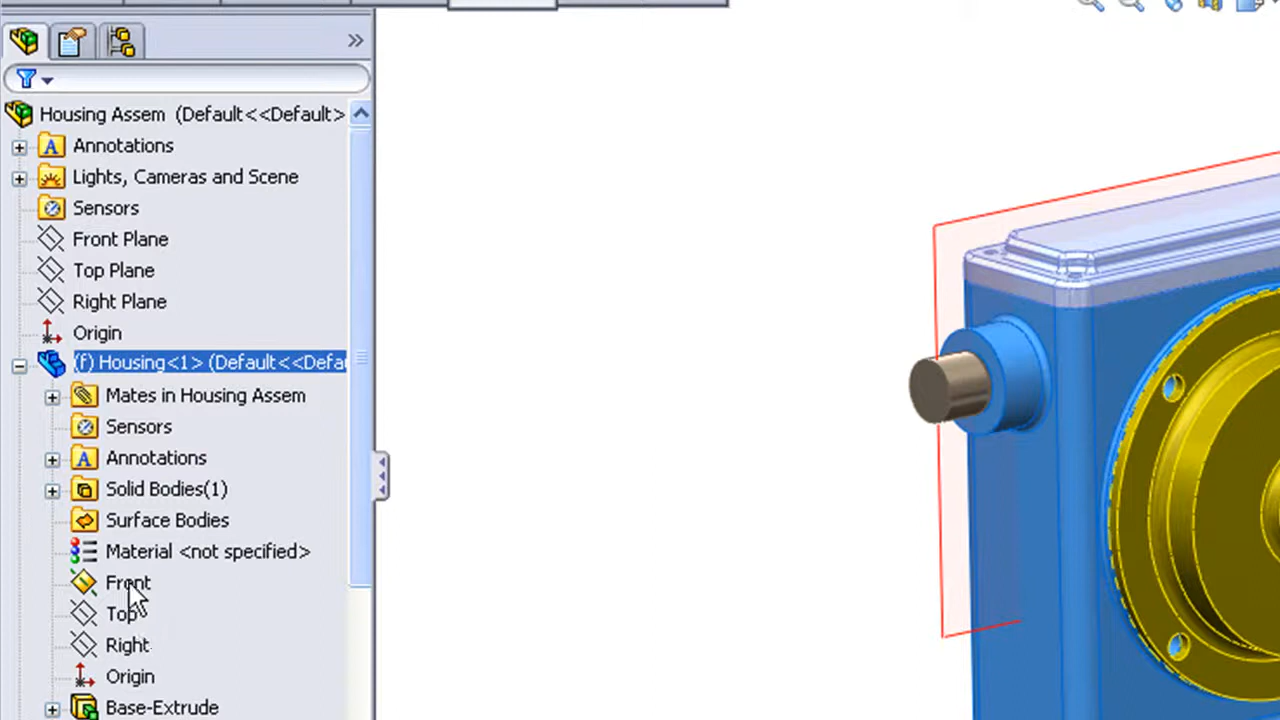 Housing Assem (Default<<Default>
Annotations
Lights, Cameras and Scene
Sensors
Front Plane
Top Plane
Right Plane
Origin
(f) Housing<1> (Default<<Defau
Mates in Housing Assem
Sensors
Annotations
Solid Bodies(1)
Surface Bodies
Material <not specified>
Front
Top
Right
Origin
Base-Extrude